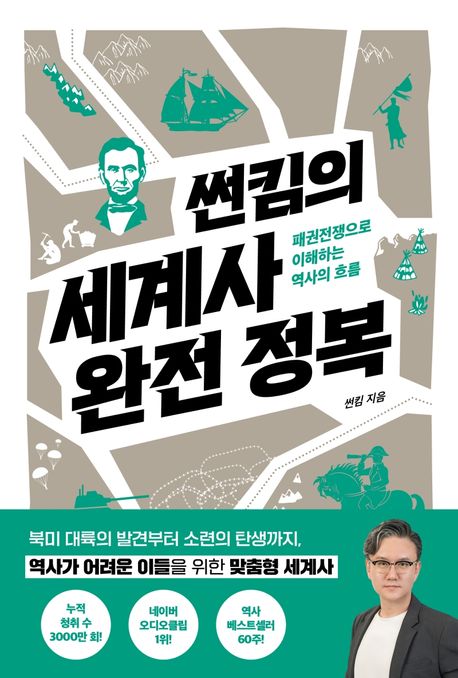 썬킴의
세계사
완전 정복
패권전쟁으로
이해하는
역사의 흐름
썬킴 지음
북미 대륙의 발견부터 소련의 탄생까지,
역사가 어려운 이들을 위한 맞춤형 세계사
누적
청취 수
3000만 회!
네이버
오디오클립
1위!
역사
베스트셀러
60주!